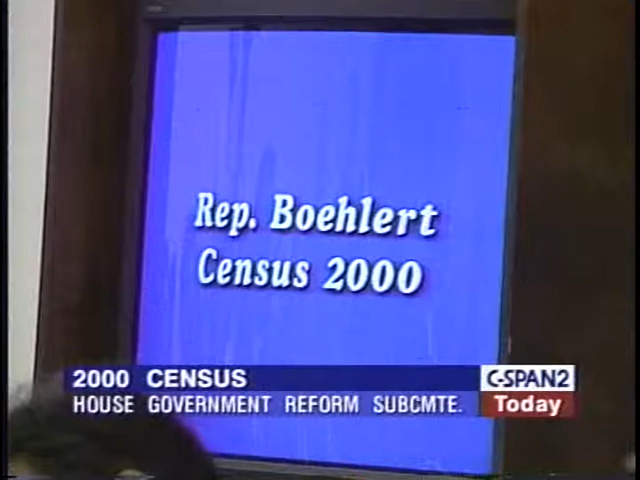 Rep. Boehlert
Census 2000
2000 CENSUS
C-SPAN2
HOUSE GOVERNMENT REFORM SUBCMTE.
Today